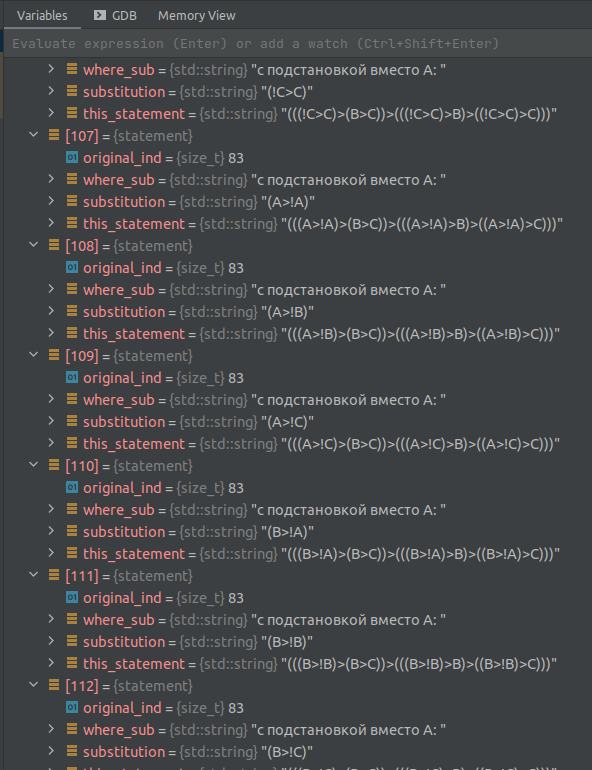 Variables GDB Memory View
Evaluate expression (Enter) or add a watch (Ctrl+Shift+Enter)
where_sub = {std::string} "с подстановкой вместо A: "
substitution = {std::string} "(!C>C)"
this_statement = {std::string} "(((!C>C)>(B>C))>(((!C>C)>B)>((!C>C)>C)))"
[107] = {statement}
01 original_ind = {size_t} 83
where_sub = {std::string} "с подстановкой вместо A: "
substitution = {std::string} "(A>!A)"
this_statement = {std::string} "(((A>!A)>(B>C))>(((A>!A)>B)>((A>!A)>C)))"
[108] = {statement}
01 original_ind = {size_t} 83
where_sub = {std::string} "с подстановкой вместо A: "
substitution = {std::string} "(A>!B)"
this_statement = {std::string} "(((A>!B)>(B>C))>(((A>!B)>B)>((A>!B)>C)))"
[109] = {statement}
01 original_ind = {size_t} 83
where_sub = {std::string} "с подстановкой вместо A: "
substitution = {std::string} "(A>!C)"
this_statement = {std::string} "(((A>!C)>(B>C))>(((A>!C)>B)>((A>!C)>C)))"
[110] = {statement}
01 original_ind = {size_t} 83
where_sub = {std::string} "с подстановкой вместо A: "
substitution = {std::string} "(B>!A)"
this_statement = {std::string} "(((B>!A)>(B>C))>(((B>!A)>B)>((B>!A)>C)))"
[111] = {statement}
01 original_ind = {size_t} 83
where_sub = {std::string} "с подстановкой вместо A: "
substitution = {std::string} "(B>!B)"
this_statement = {std::string} "(((B>!B)>(B>C))>(((B>!B)>B)>((B>!B)>C)))"
[112] = {statement}
01 original_ind = {size_t} 83
where_sub = {std::string} "с подстановкой вместо A: "
substitution = {std::string} "(B>!C)"